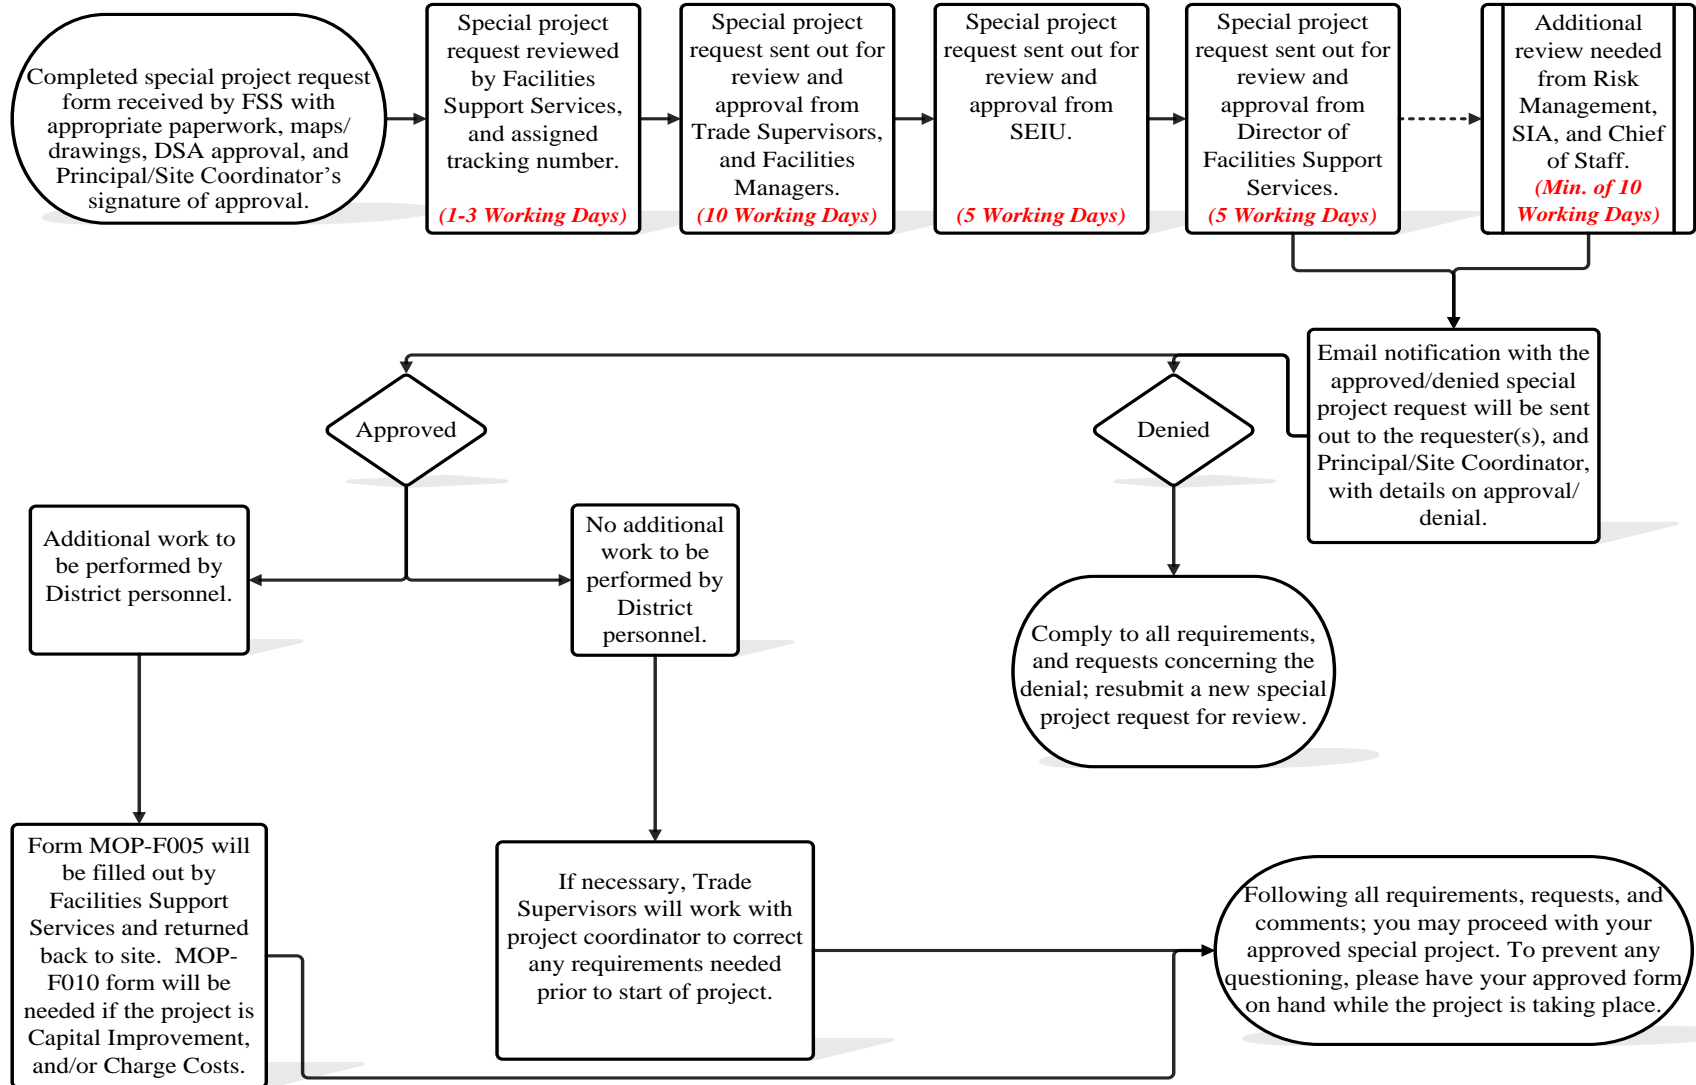 Completed special project request
form received by FSS with
appropriate paperwork, maps/
drawings, DSA approval, and
Principal/Site Coordinator's
signature of approval.
Special project
request reviewed
by Facilities
Support Services,
and assigned
tracking number.
(1-3 Working Days)
Special project
request sent out for
review and
approval from
Trade Supervisors,
and Facilities
Managers.
(10 Working Days)
Special project
request sent out for
review and
approval from
SEIU.
(5 Working Days)
Special project
request sent out for
review and
approval from
Director of
Facilities Support
Services.
(5 Working Days)
Additional
review needed
from Risk
Management,
SIA, and Chief
of Staff.
(Min. of 10
Working Days)
Email notification with the
approved/denied special
project request will be sent
out to the requester(s), and
Principal/Site Coordinator,
with details on approval/
denial.
Approved
Denied
Additional work to
be performed by
District personnel.
No additional
work to be
performed by
District
personnel.
Comply to all requirements,
and requests concerning the
denial; resubmit a new special
project request for review.
Form MOP-F005 will
be filled out by
Facilities Support
Services and returned
back to site.  MOP-
F010 form will be
needed if the project is
Capital Improvement,
and/or Charge Costs.
If necessary, Trade
Supervisors will work with
project coordinator to correct
any requirements needed
prior to start of project.
Following all requirements, requests, and
comments; you may proceed with your
approved special project. To prevent any
questioning, please have your approved form
on hand while the project is taking place.